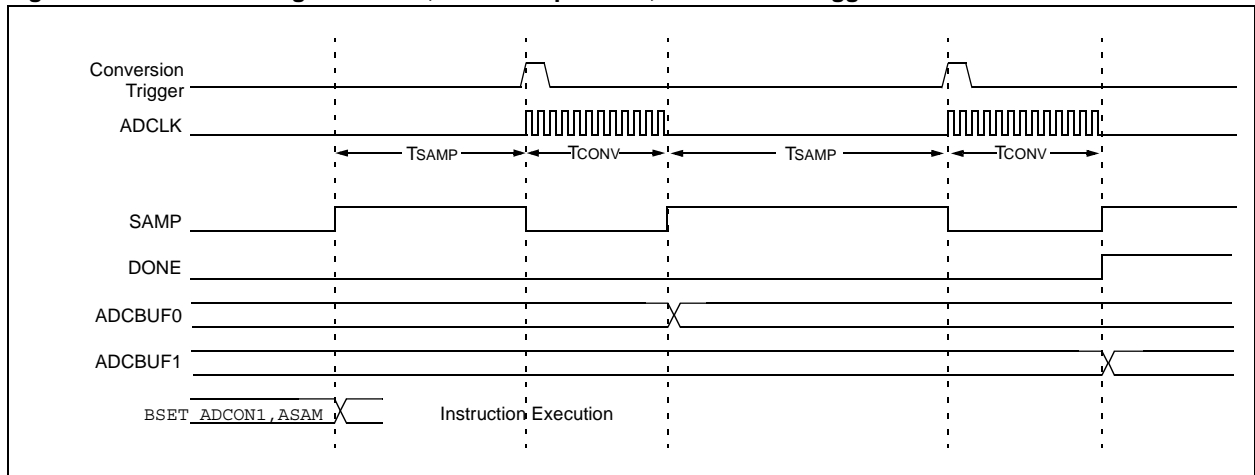 Conversion
Trigger
ADCLK
TSAMP TCONV TSAMP TCONV
SAMP
DONE
ADCBUF0
ADCBUF1
BSET ADCON1,ASAM Instruction Execution